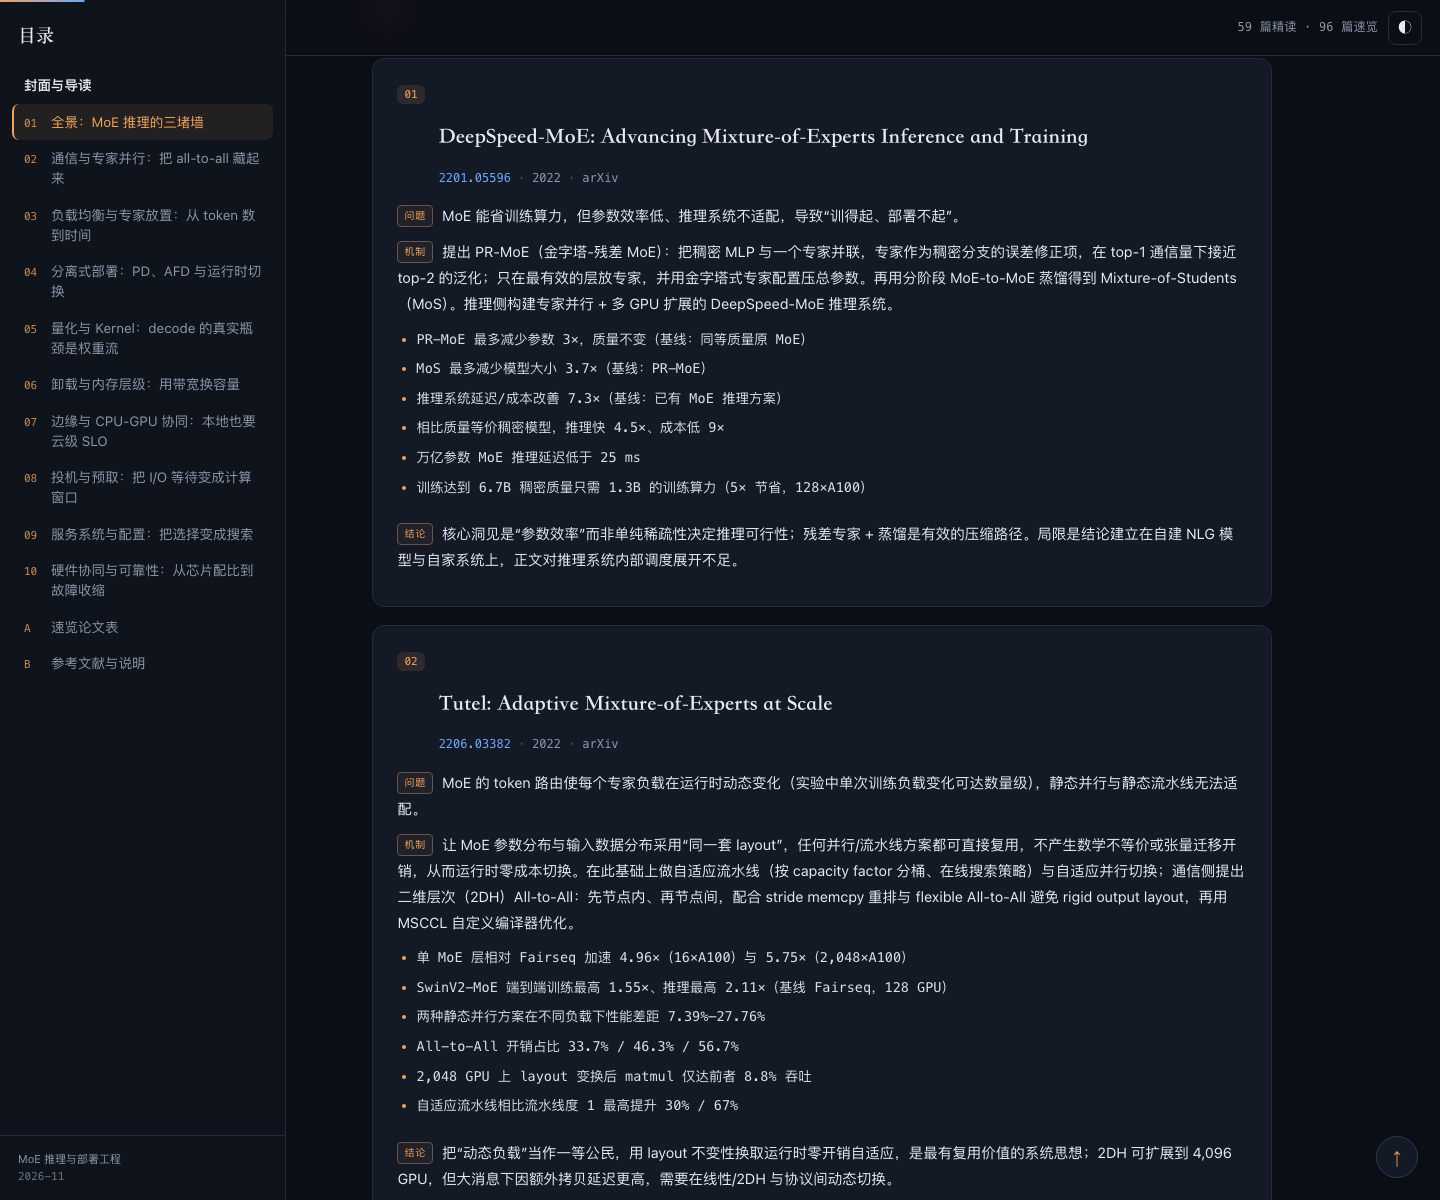 目录
封面与导读
01 全景：MoE 推理的三堵墙
02 通信与专家并行：把 all-to-all 藏起
来
03 负载均衡与专家放置：从 token 数
到时间
04 分离式部署：PD、AFD 与运行时切
换
05 量化与 Kernel：decode 的真实瓶
颈是权重流
06 卸载与内存层级：用带宽换容量
07 边缘与 CPU-GPU 协同：本地也要
云级 SLO
08 投机与预取：把 I/O 等待变成计算
窗口
09 服务系统与配置：把选择变成搜索
10 硬件协同与可靠性：从芯片配比到
故障收缩
A 速览论文表
B 参考文献与说明
MoE 推理与部署工程
2026—11
59 篇精读 · 96 篇速览
01
DeepSpeed-MoE: Advancing Mixture-of-Experts Inference and Training
2201.05596 · 2022 · arXiv
问题 MoE 能省训练算力，但参数效率低、推理系统不适配，导致“训得起、部署不起”。
机制 提出 PR-MoE（金字塔-残差 MoE）：把稠密 MLP 与一个专家并联，专家作为稠密分支的误差修正项，在 top-1 通信量下接近
top-2 的泛化；只在最有效的层放专家，并用金字塔式专家配置压总参数。再用分阶段 MoE-to-MoE 蒸馏得到 Mixture-of-Students
（MoS）。推理侧构建专家并行 + 多 GPU 扩展的 DeepSpeed-MoE 推理系统。
• PR—MoE 最多减少参数 3×，质量不变（基线：同等质量原 MoE）
• MoS 最多减少模型大小 3.7×（基线：PR—MoE）
• 推理系统延迟/成本改善 7.3×（基线：已有 MoE 推理方案）
• 相比质量等价稠密模型，推理快 4.5×、成本低 9×
• 万亿参数 MoE 推理延迟低于 25 ms
• 训练达到 6.7B 稠密质量只需 1.3B 的训练算力（5× 节省，128×A100）
结论 核心洞见是“参数效率”而非单纯稀疏性决定推理可行性；残差专家 + 蒸馏是有效的压缩路径。局限是结论建立在自建 NLG 模
型与自家系统上，正文对推理系统内部调度展开不足。
02
Tutel: Adaptive Mixture-of-Experts at Scale
2206.03382 · 2022 · arXiv
问题 MoE 的 token 路由使每个专家负载在运行时动态变化（实验中单次训练负载变化可达数量级），静态并行与静态流水线无法适
配。
机制 让 MoE 参数分布与输入数据分布采用“同一套 layout”，任何并行/流水线方案都可直接复用，不产生数学不等价或张量迁移开
销，从而运行时零成本切换。在此基础上做自适应流水线（按 capacity factor 分桶、在线搜索策略）与自适应并行切换；通信侧提出
二维层次（2DH）All-to-All：先节点内、再节点间，配合 stride memcpy 重排与 flexible All-to-All 避免 rigid output layout，再用
MSCCL 自定义编译器优化。
• 单 MoE 层相对 Fairseq 加速 4.96×（16×A100）与 5.75×（2,048×A100）
• SwinV2—MoE 端到端训练最高 1.55×、推理最高 2.11×（基线 Fairseq，128 GPU）
• 两种静态并行方案在不同负载下性能差距 7.39%—27.76%
• All—to—All 开销占比 33.7% / 46.3% / 56.7%
• 2,048 GPU 上 layout 变换后 matmul 仅达前者 8.8% 吞吐
• 自适应流水线相比流水线度 1 最高提升 30% / 67%
结论 把“动态负载”当作一等公民，用 layout 不变性换取运行时零开销自适应，是最有复用价值的系统思想；2DH 可扩展到 4,096
GPU，但大消息下因额外拷贝延迟更高，需要在线性/2DH 与协议间动态切换。
↑